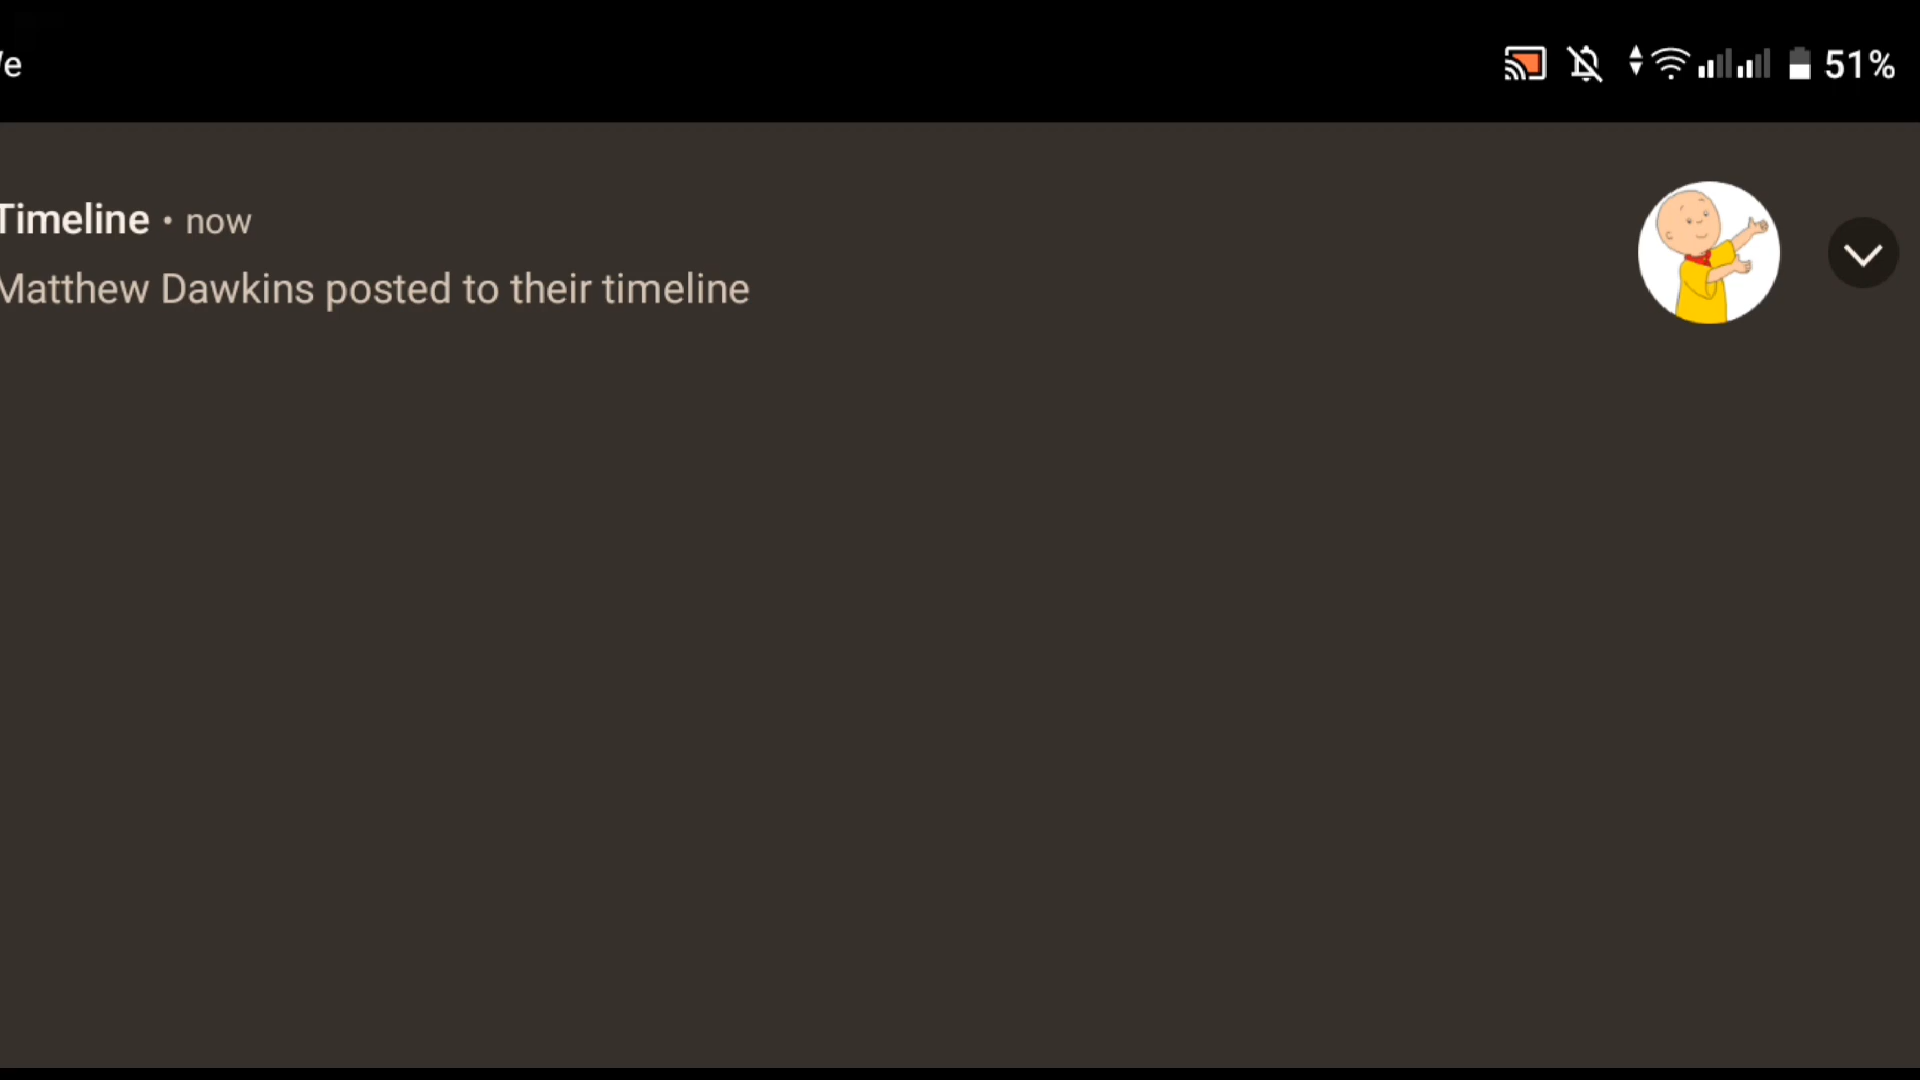 51%
Timeline • now
Matthew Dawkins posted to their timeline